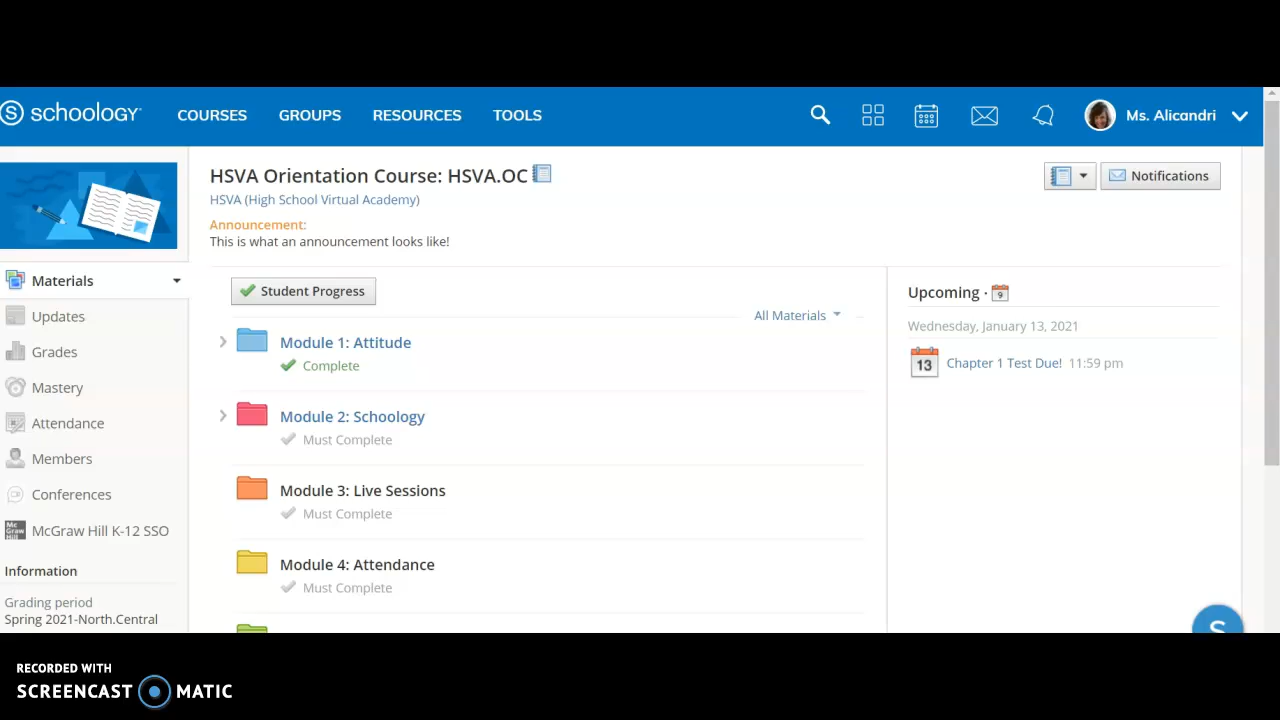 schoology
COURSES
GROUPS
RESOURCES
TOOLS
Ms. Alicandri
HSVA Orientation Course: HSVA.OC
HSVA (High School Virtual Academy)
Announcement:
This is what an announcement looks like!
Notifications
Materials
Updates
Grades
Mastery
Attendance
Members
Conferences
Mc Graw Hill
McGraw Hill K-12 SSO
Information
Grading period
Spring 2021-North.Central
Student Progress
All Materials
Module 1: Attitude
Complete
Module 2: Schoology
Must Complete
Module 3: Live Sessions
Must Complete
Module 4: Attendance
Must Complete
Upcoming · 9
Wednesday, January 13, 2021
13 Chapter 1 Test Due! 11:59 pm
S
RECORDED WITH
SCREENCAST MATIC